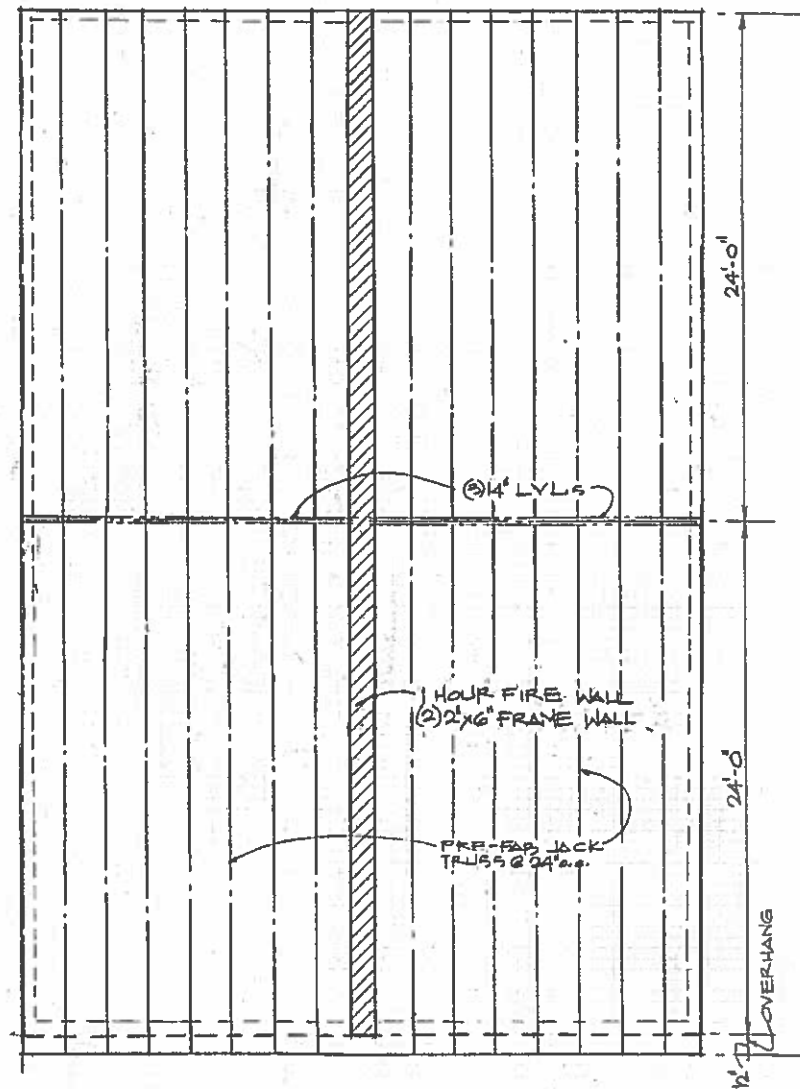 24'-0"
(3)14" LVLs
1 HOUR FIRE WALL
(2)2"x6" FRAME WALL
24'-0"
PRE-FAB JACK
TRUSS @ 24" o.c.
OVERHANG
12"